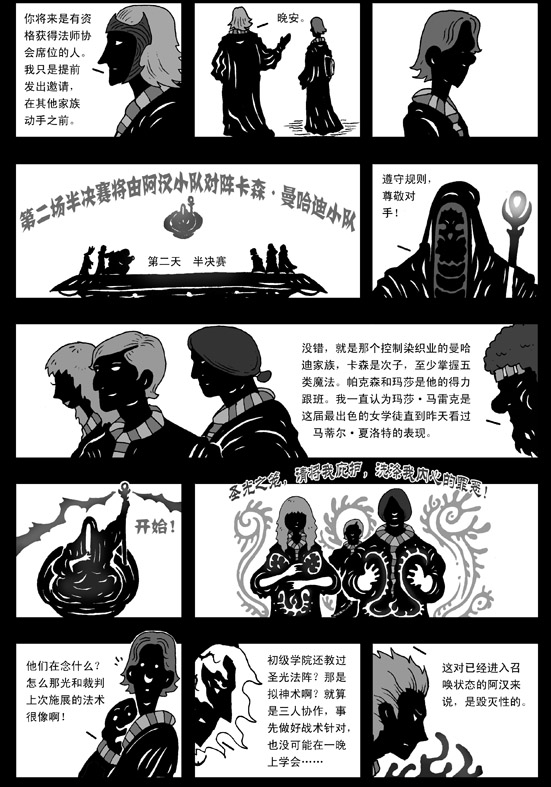 你将来是有资
格获得法师协
会席位的人。
我只是提前
发出邀请，
在其他家族
动手之前。
晚安。
第二场半决赛将由阿汉小队对阵卡森·曼哈迪小队
第二天 半决赛
遵守规则，
尊敬对
手！
没错，就是那个控制染织业的曼哈
迪家族，卡森是次子，至少掌握五
类魔法。帕克森和玛莎是他的得力
跟班。我一直认为玛莎·马雷克是
这届最出色的女学徒直到昨天看过
马蒂尔·夏洛特的表现。
开始！
圣光之笼，请将我庇护，洗涤我内心的罪恶！
他们在念什么？
怎么那光和裁判
上次施展的法术
很像啊！
初级学院还教过
圣光法阵？那是
拟神术啊？就算
是三人协作，事
先做好战术针对，
也没可能在一晚
上学会……
这对已经进入召
唤状态的阿汉来
说，是毁灭性的。